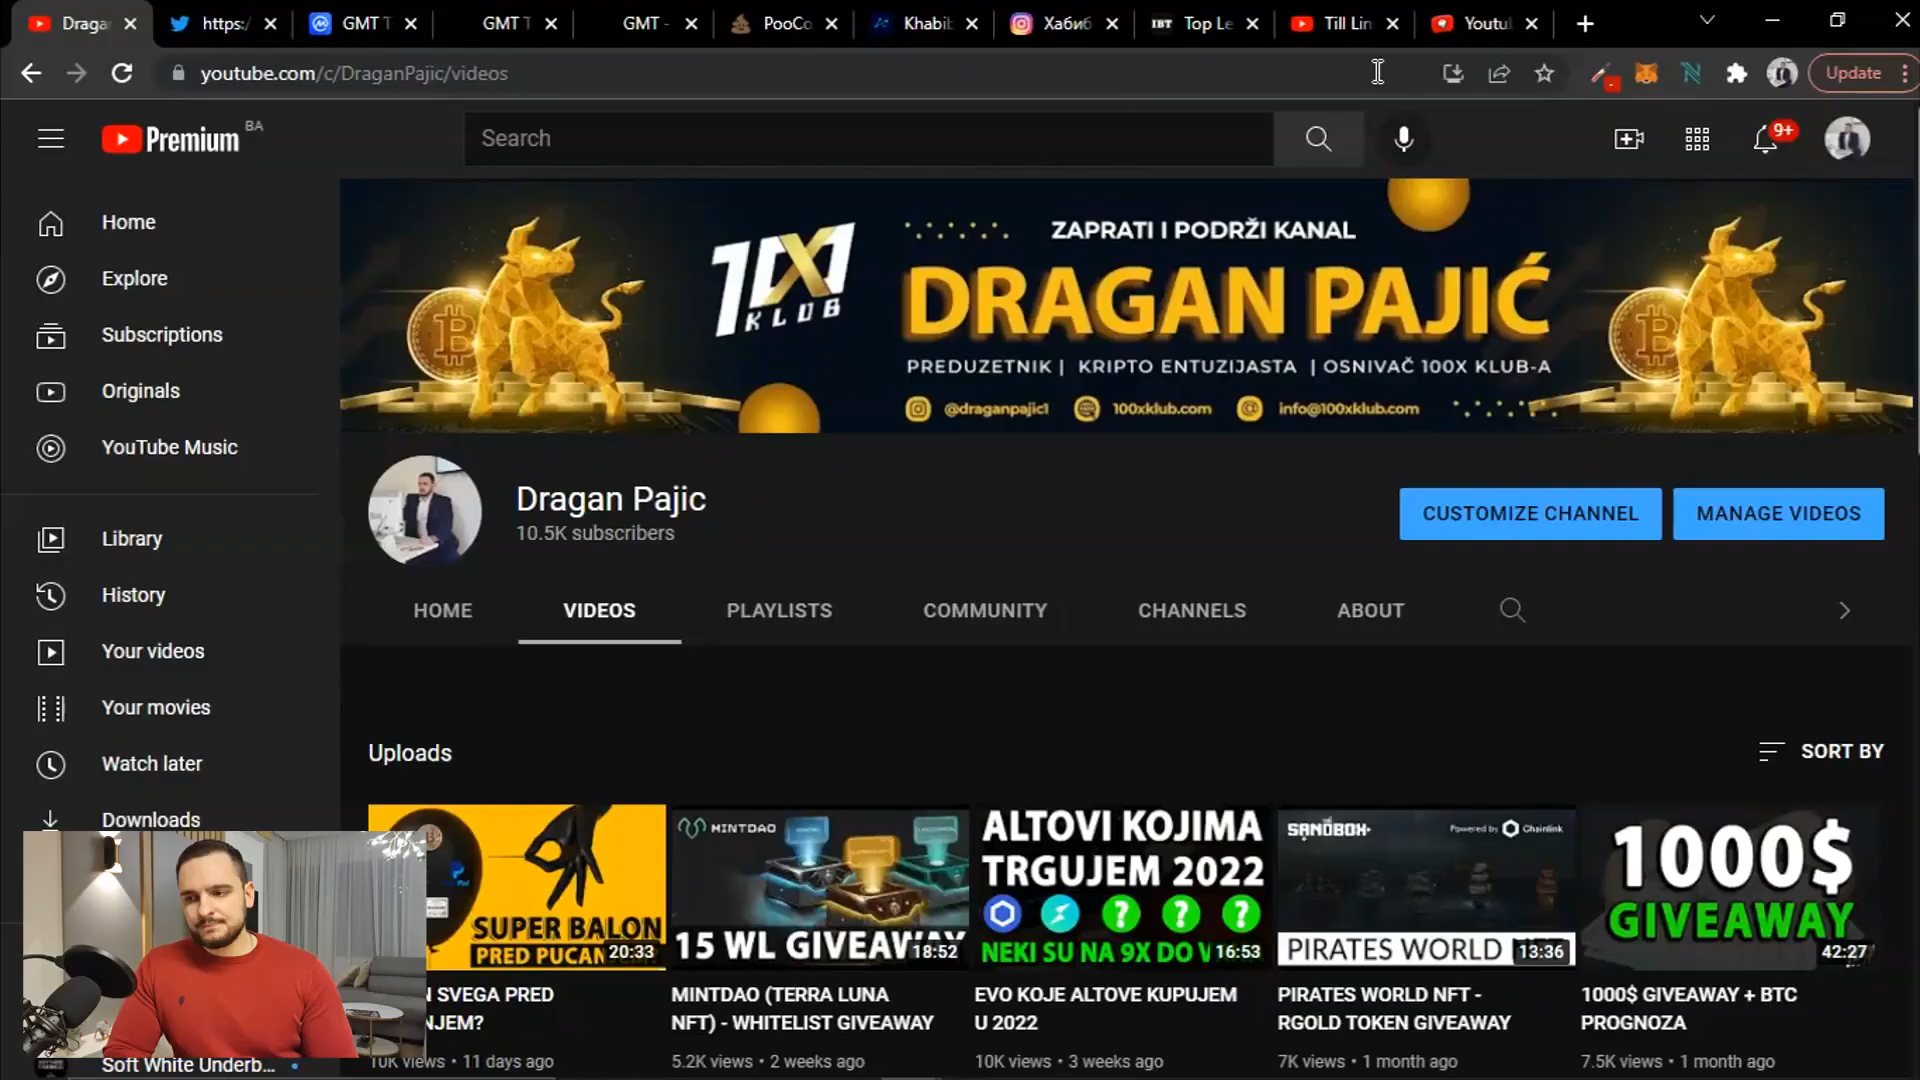 Draga
https:/
GMT T
GMT T
GMT -
PooCo
Khabib
Хабиб
IBT Top Le
Till Lin
Youtu
youtube.com/c/DraganPajic/videos
Update
Premium BA
Search
9+
Home
Explore
Subscriptions
Originals
YouTube Music
Library
History
Your videos
Your movies
Watch later
Downloads
Soft White Underb...
100X
KLUB
ZAPRATI I PODRŽI KANAL
DRAGAN PAJIĆ
PREDUZETNIK | KRIPTO ENTUZIJASTA | OSNIVAČ 100X KLUB-A
@draganpajic1 100xklub.com info@100xklub.com
Dragan Pajic
10.5K subscribers
CUSTOMIZE CHANNEL
MANAGE VIDEOS
HOME
VIDEOS
PLAYLISTS
COMMUNITY
CHANNELS
ABOUT
Uploads
SORT BY
SUPER BALON
PRED PUCAN
20:33
N SVEGA PRED
NJEM?
10K views • 11 days ago
MINTDAO
15 WL GIVEAWAY
18:52
MINTDAO (TERRA LUNA
NFT) - WHITELIST GIVEAWAY
5.2K views • 2 weeks ago
ALTOVI KOJIMA
TRGUJEM 2022
? ? ?
NEKI SU NA 9X DO V
16:53
EVO KOJE ALTOVE KUPUJEM
U 2022
10K views • 3 weeks ago
SANDBOX
Powered by Chainlink
PIRATES WORLD N
13:36
PIRATES WORLD NFT -
RGOLD TOKEN GIVEAWAY
7K views • 1 month ago
1000$
GIVEAWAY
42:27
1000$ GIVEAWAY + BTC
PROGNOZA
7.5K views • 1 month ago